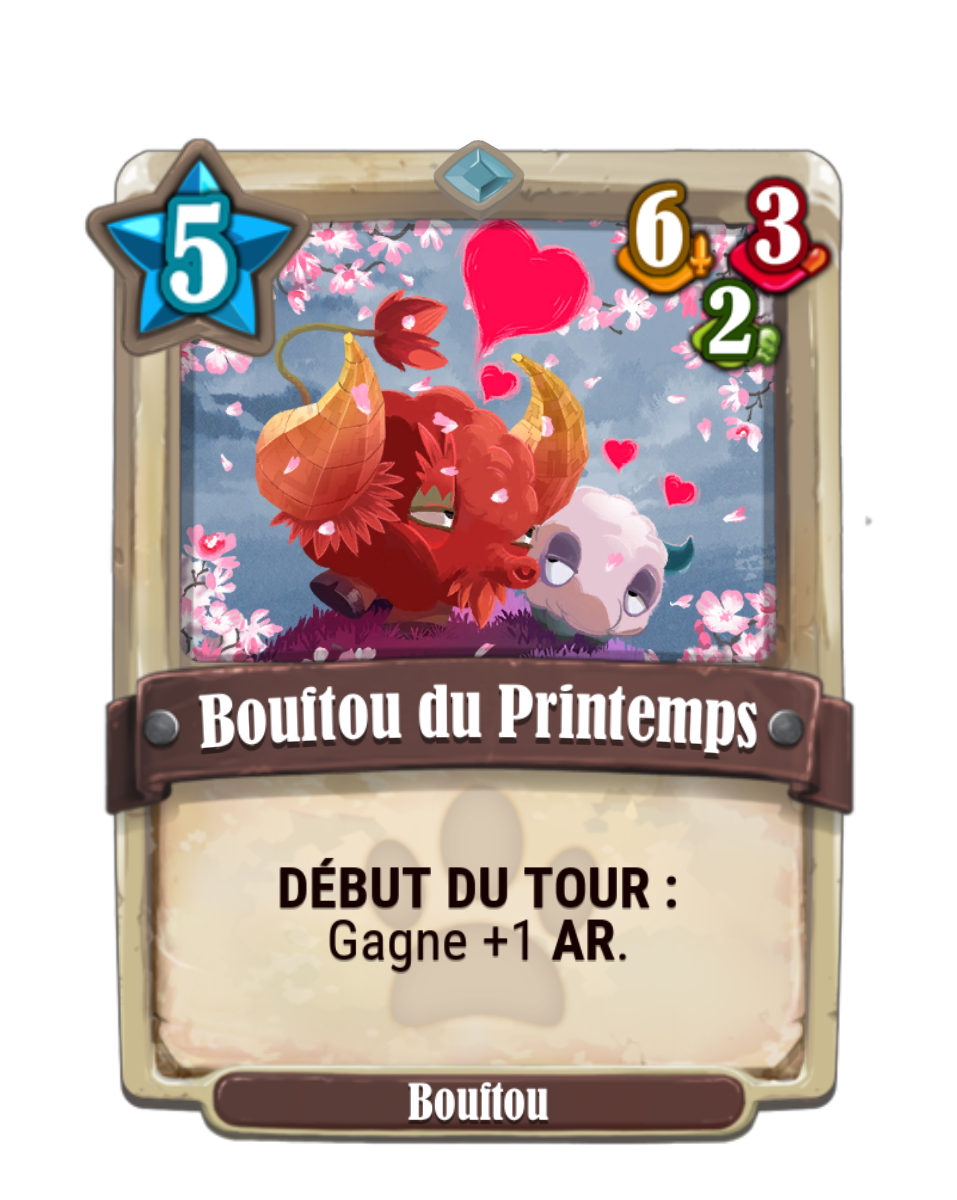 5
6
3
2
Bouftou du Printemps
DÉBUT DU TOUR :
Gagne +1 AR.
Bouftou